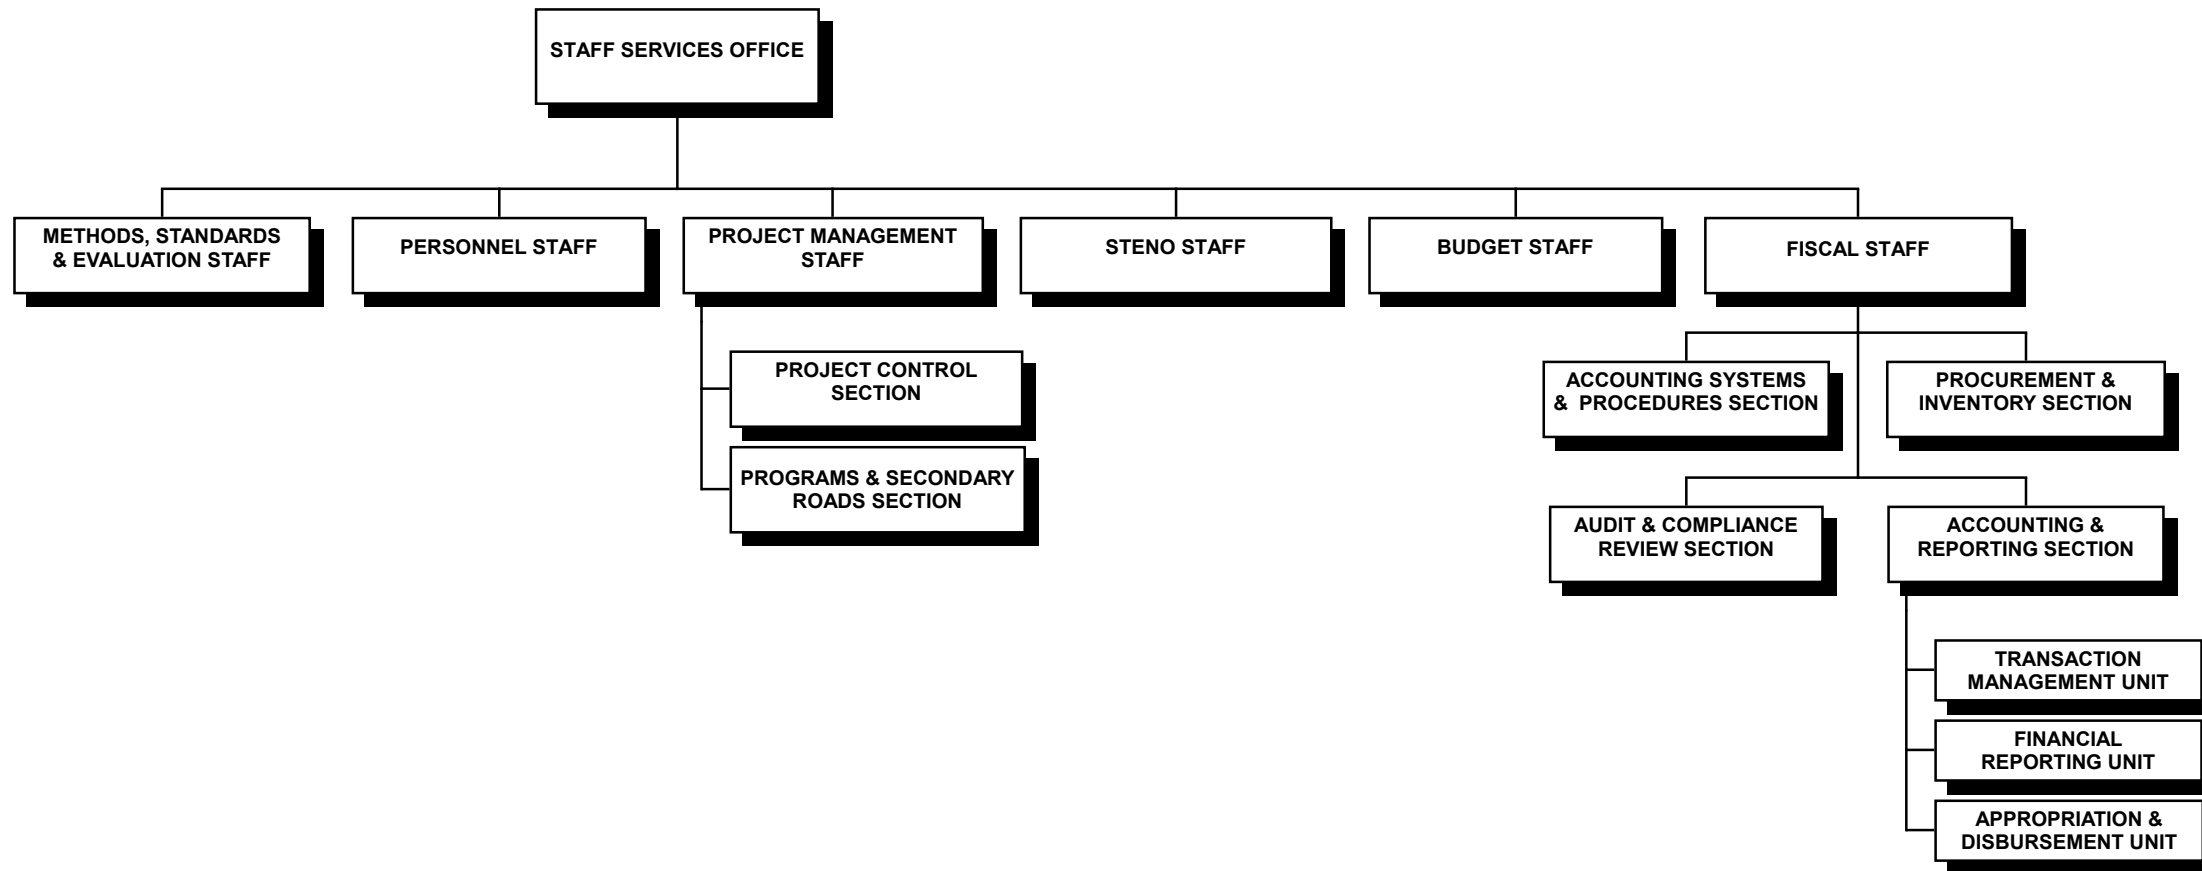 STAFF SERVICES OFFICE
METHODS, STANDARDS
& EVALUATION STAFF
PERSONNEL STAFF
PROJECT MANAGEMENT
STAFF
STENO STAFF
BUDGET STAFF
FISCAL STAFF
PROJECT CONTROL
SECTION
PROGRAMS & SECONDARY
ROADS SECTION
ACCOUNTING SYSTEMS
& PROCEDURES SECTION
PROCUREMENT &
INVENTORY SECTION
AUDIT & COMPLIANCE
REVIEW SECTION
ACCOUNTING &
REPORTING SECTION
TRANSACTION
MANAGEMENT UNIT
FINANCIAL
REPORTING UNIT
APPROPRIATION &
DISBURSEMENT UNIT